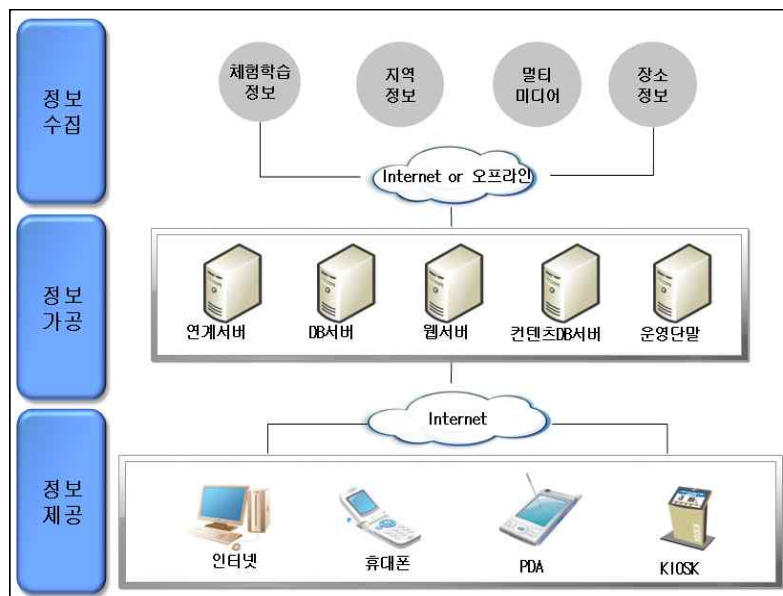 정보
수집
체험학습
정보
지역
정보
멀티
미디어
장소
정보
Internet or 오프라인
정보
가공
연계서버
DB서버
웹서버
컨텐츠DB서버
운영단말
Internet
정보
제공
인터넷
휴대폰
PDA
KIOSK